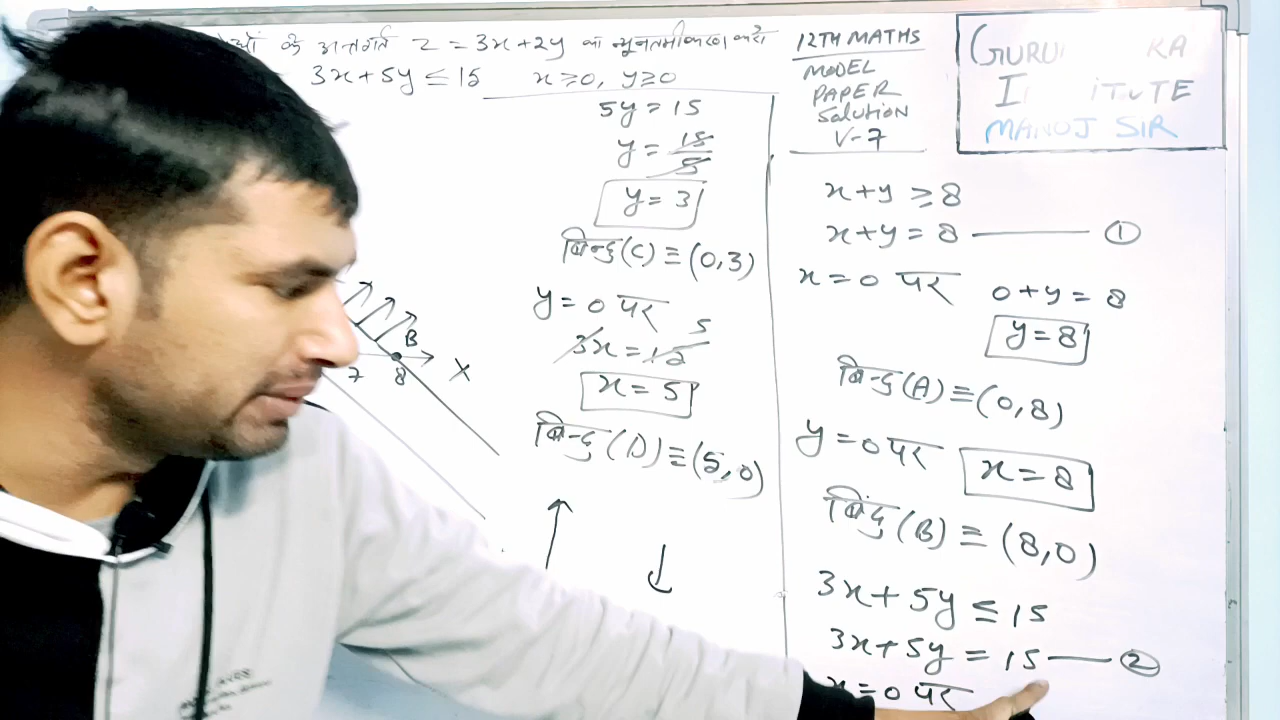 के अन्तर्गत Z = 3x+2y का न्यूनतमीकरण करो
3x+5y ≤ 15 x ≥ 0, y ≥ 0
12TH MATHS
MODEL
PAPER
Solution
V-7
MANOJ SIR
5y = 15
y = 15/5
y = 3
बिन्दु (C) ≡ (0,3)
y = 0 पर
3x = 15 5
x = 5
बिन्दु (D) ≡ (5,0)
B
7 8 X
x+y ≥ 8
x+y = 8 ——— ①
x = 0 पर 0+y = 8
y = 8
बिन्दु (A) ≡ (0,8)
y = 0 पर x = 8
बिंदु (B) ≡ (8,0)
3x+5y ≤ 15
3x+5y = 15 — ②
x = 0 पर